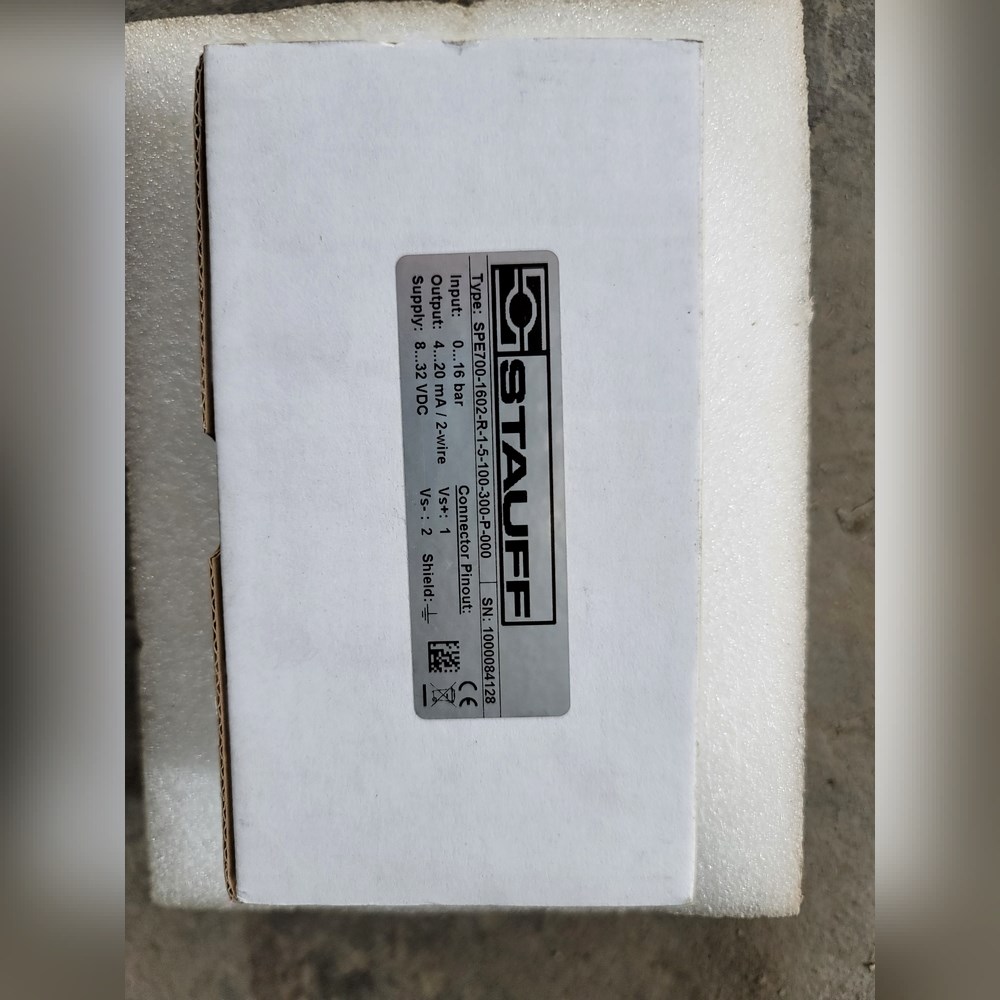 STAUFF
Type: SPE700-1602-R-1-5-100-300-P-000 SN: 1000084128
Input: 0...16 bar Connector Pinout:
Output: 4...20 mA / 2-wire Vs+: 1
Supply: 8...32 VDC Vs- : 2 Shield:
CE